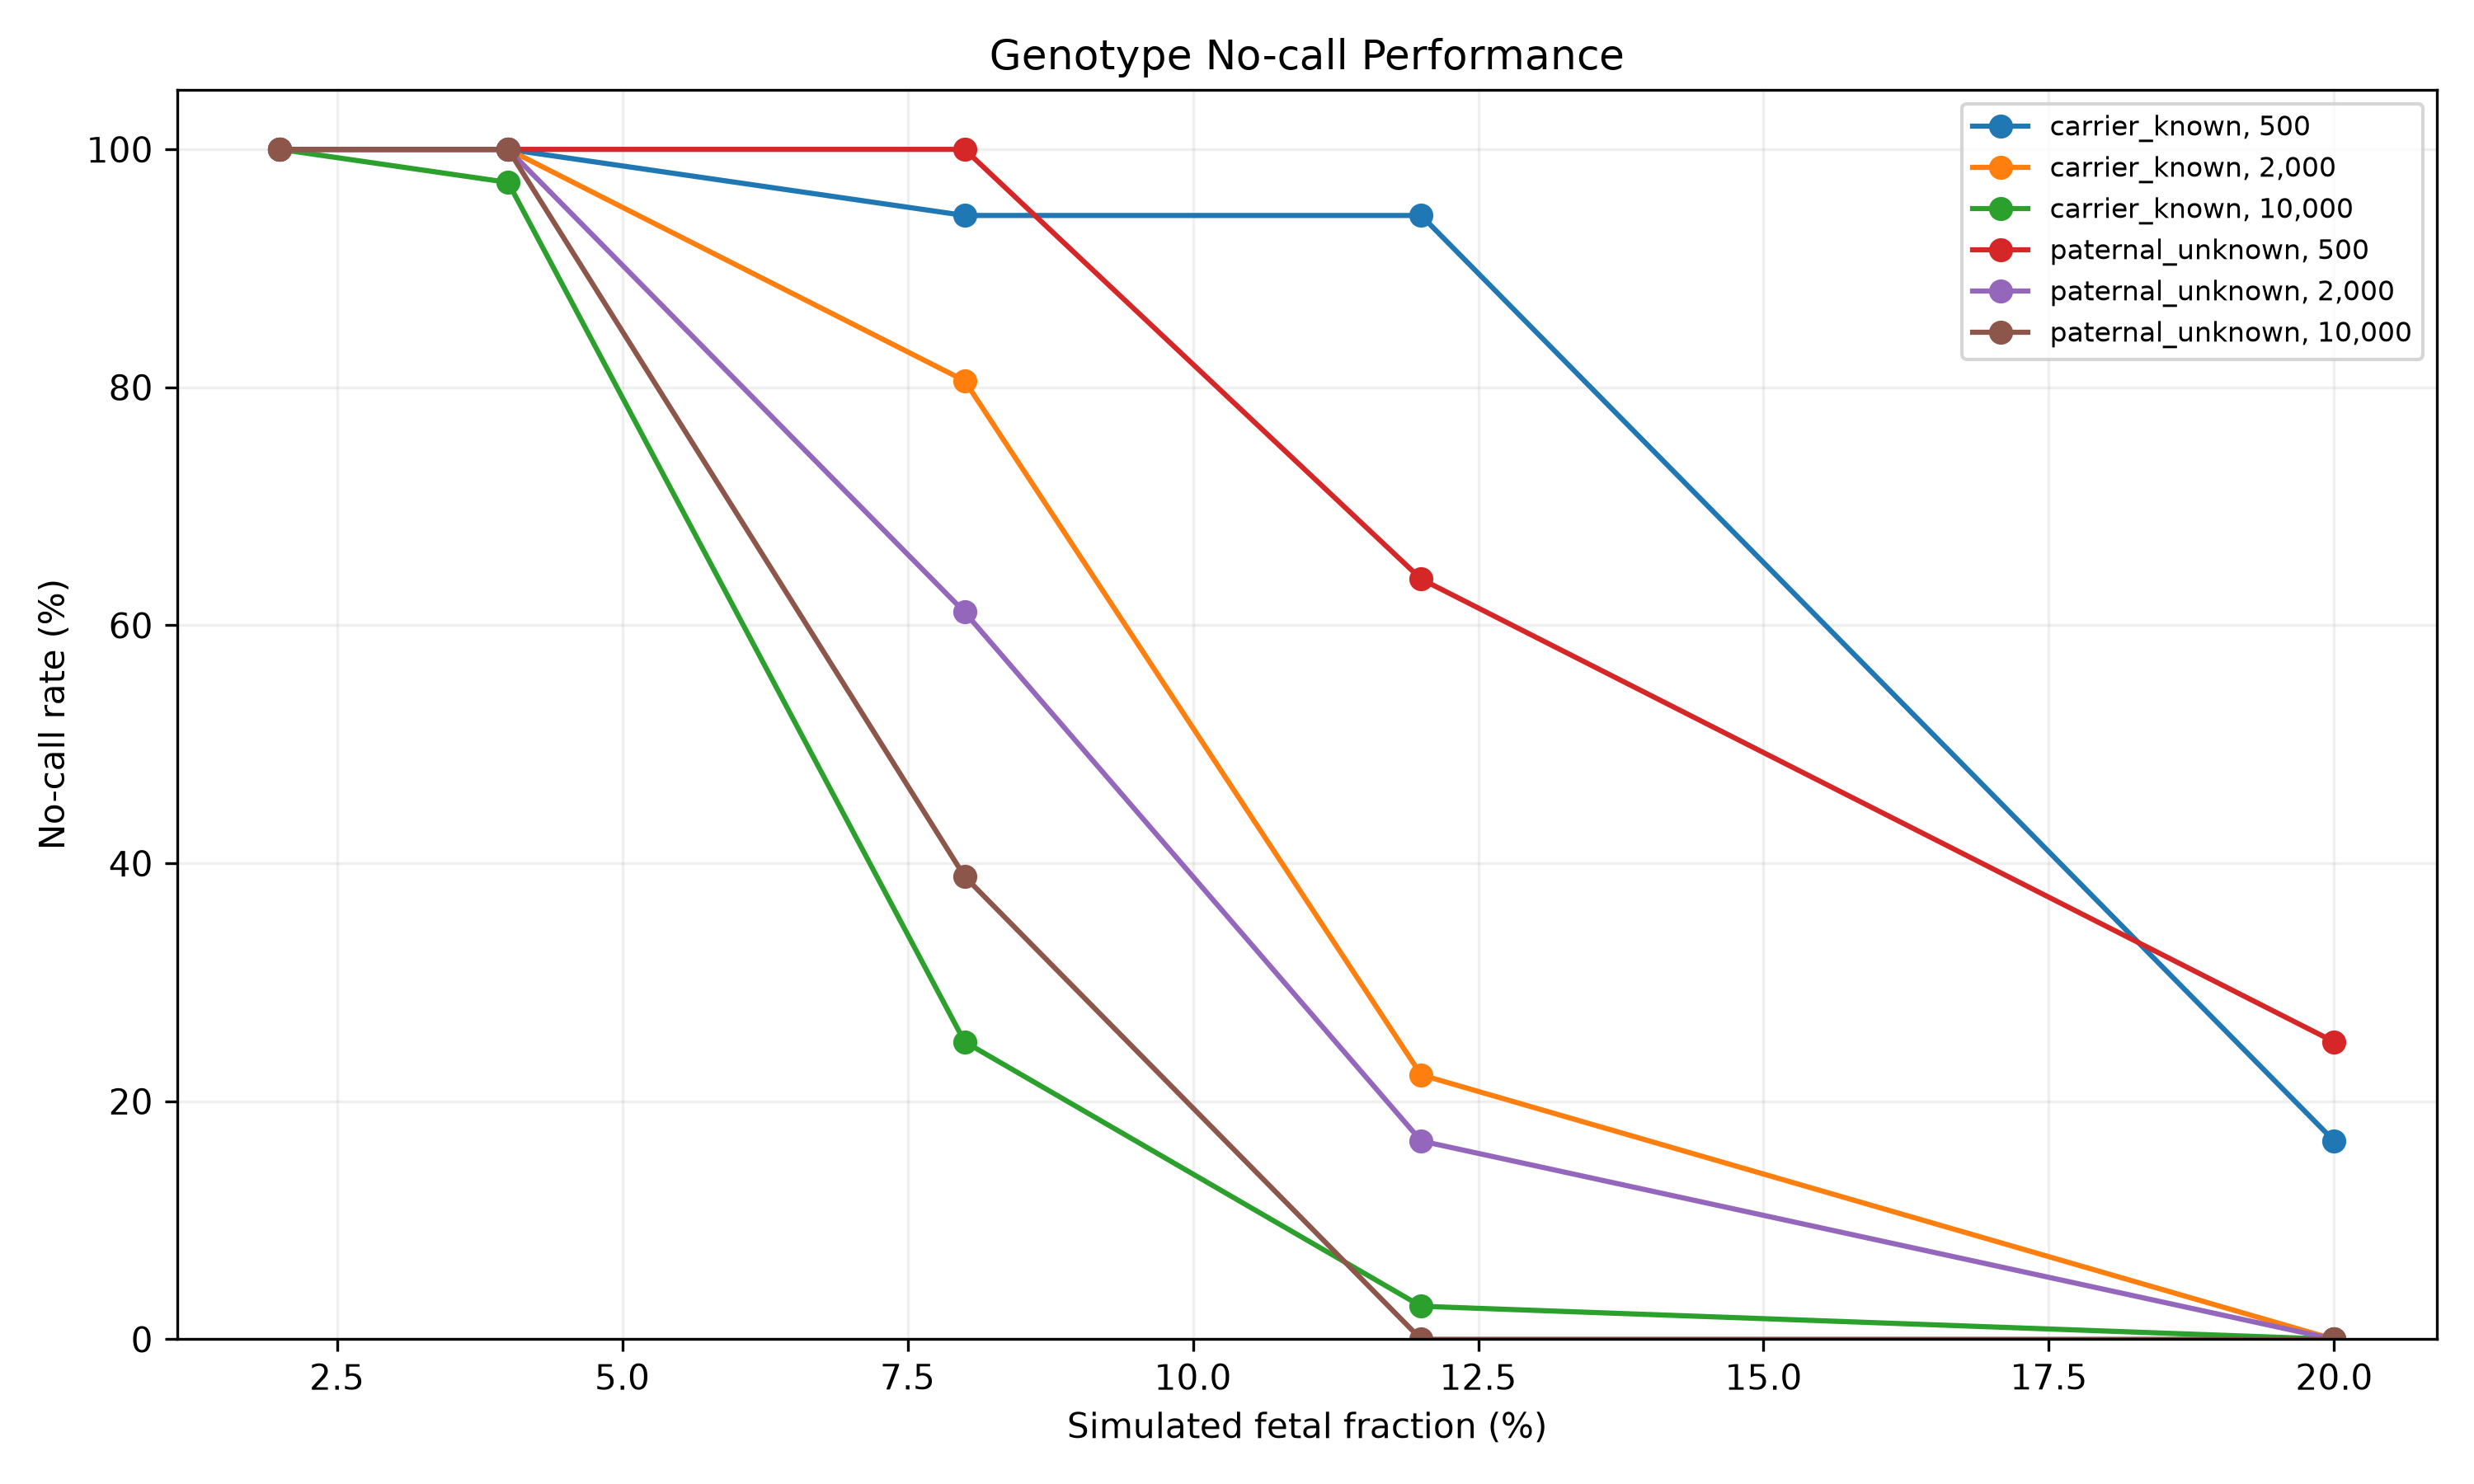 Genotype No-call Performance
carrier_known, 500
carrier_known, 2,000
carrier_known, 10,000
paternal_unknown, 500
paternal_unknown, 2,000
paternal_unknown, 10,000
No-call rate (%)
100
80
60
40
20
0
2.5 5.0 7.5 10.0 12.5 15.0 17.5 20.0
Simulated fetal fraction (%)